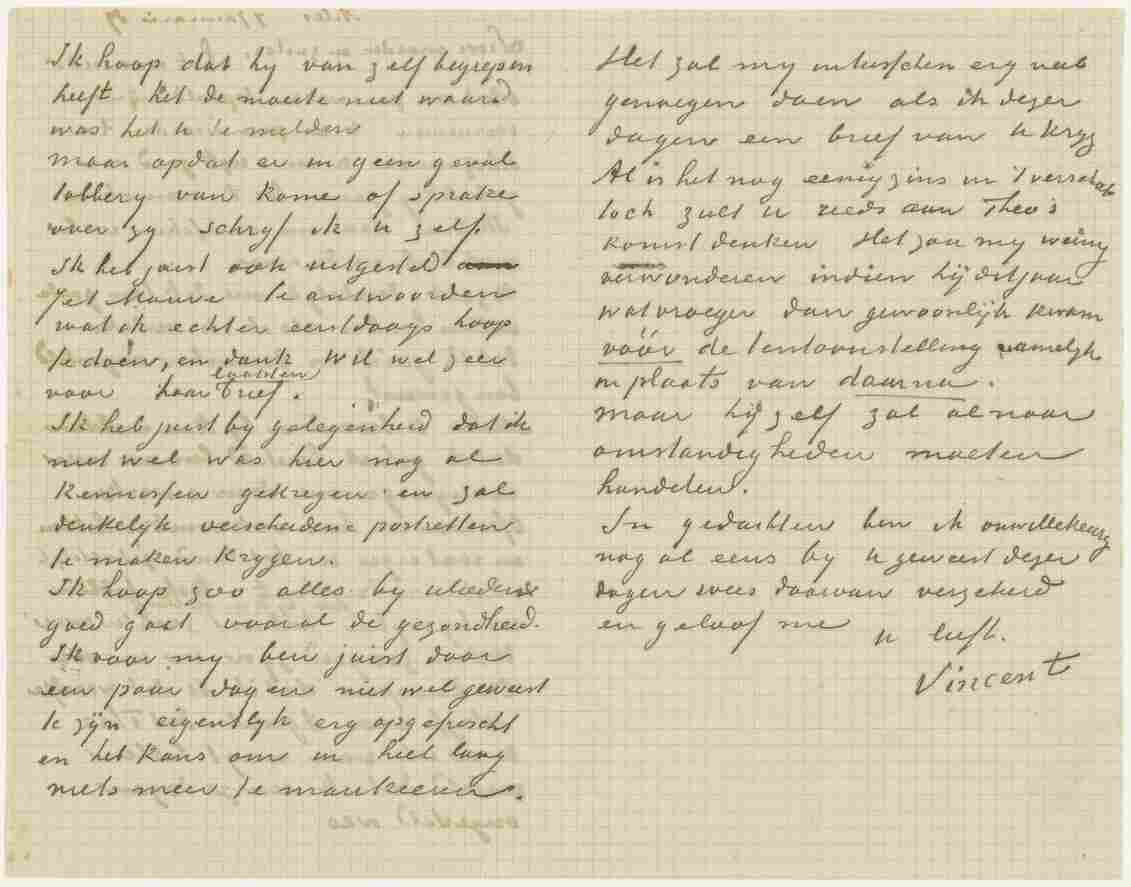 Ik hoop dat hy van zelf begrepen
heeft het de moeite niet waard
was het U te melden
maar opdat er in geen geval
tobbery van kome of sprake
over zy schryf ik U zelf.
Ik heb juist ook uitgesteld aan
Jet Mauve te antwoorden
wat ik echter eerstdaags hoop
te doen, en dank wil wel zeer
voor haar laatsten brief.
Ik heb juist by gelegenheid dat ik
niet wel was hier nog al
kennissen gekregen en zal
denkelyk verscheidene portretten
te maken krygen.
Ik hoop zoo alles by ulieden
goed gaat vooral de gezondheid.
Ik voor my ben juist door
een paar dagen niet wel geweest
te zyn eigentlyk erg opgefrischt
en het kans om in heel lang
niets meer te mankeeren.
Het zal my intusschen erg veel
genoegen doen als ik dezer
dagen een brief van U kryg
Al is het nog eenigzins in 't verschiet
toch zult U reeds aan Theo's
komst denken Het zou my weinig
verwonderen indien hij dit jaar
wat vroeger dan gewoonlijk kwam
vóór de tentoonstelling namelijk
in plaats van daarna.
maar hij zelf zal al naar
omstandigheden moeten
handelen.
In gedachten ben ik onwillekeurig
nog al eens by U geweest dezer
dagen wees daarvan verzekerd
en geloof me U liefh.
Vincent